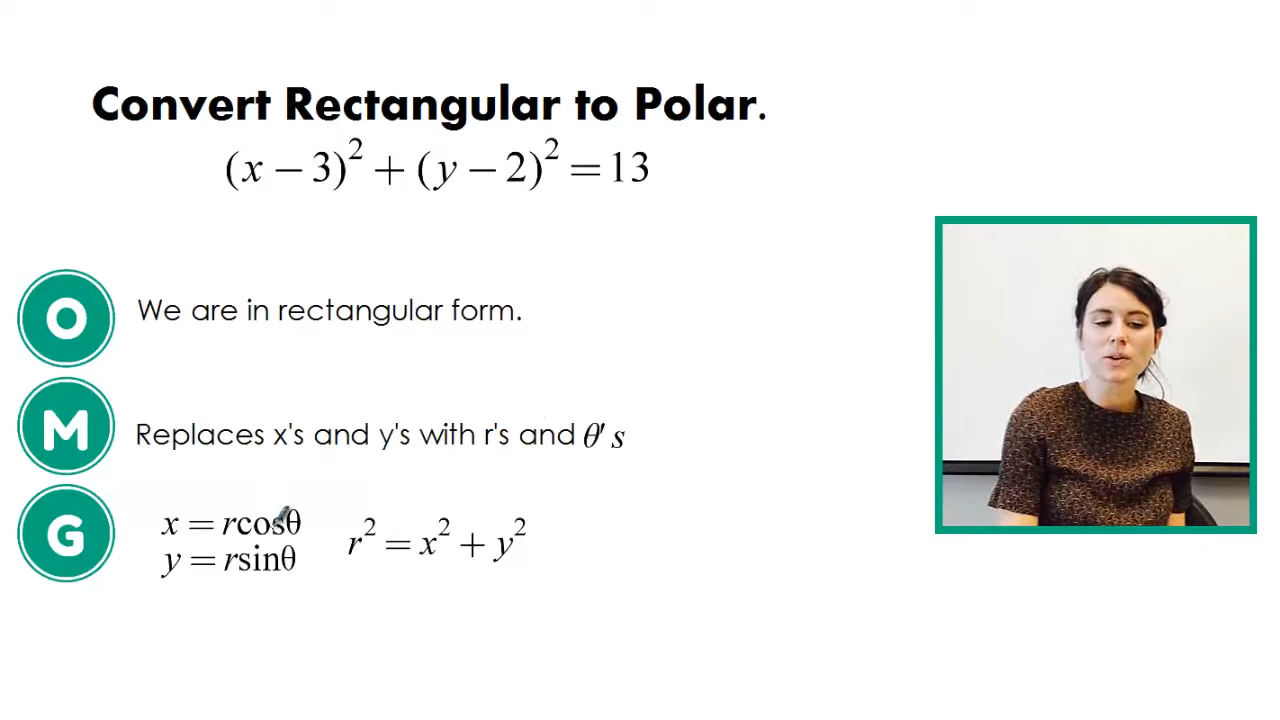 Convert Rectangular to Polar.
(x − 3)² + (y − 2)² = 13
O We are in rectangular form.
M Replaces x's and y's with r's and θ's
G
x = rcosθ
y = rsinθ
r² = x² + y²